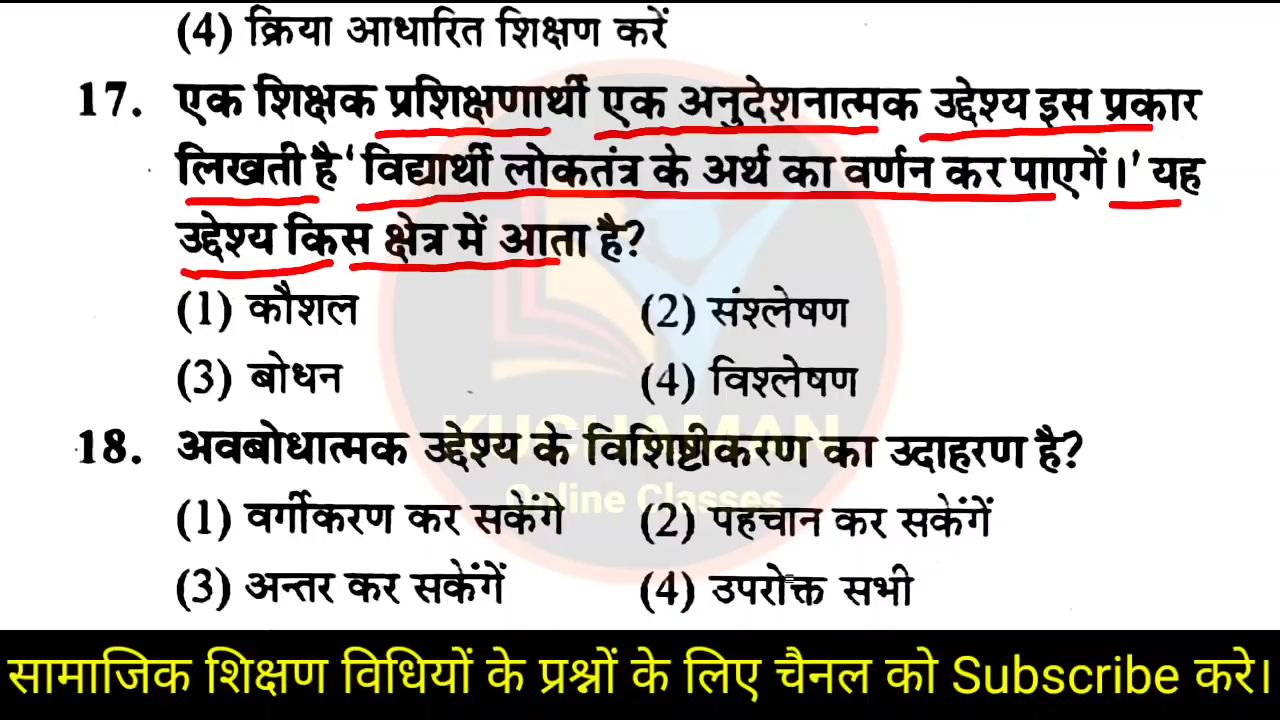 (4) क्रिया आधारित शिक्षण करें
17. एक शिक्षक प्रशिक्षणार्थी एक अनुदेशनात्मक उद्देश्य इस प्रकार
लिखती है ' विद्यार्थी लोकतंत्र के अर्थ का वर्णन कर पाएगें।' यह
उद्देश्य किस क्षेत्र में आता है?
(1) कौशल (2) संश्लेषण
(3) बोधन (4) विश्लेषण
18. अवबोधात्मक उद्देश्य के विशिष्टीकरण का उदाहरण है?
(1) वर्गीकरण कर सकेंगे (2) पहचान कर सकेंगें
(3) अन्तर कर सकेंगें (4) उपरोक्त सभी
KUCHAMAN
Online Classes
सामाजिक शिक्षण विधियों के प्रश्नों के लिए चैनल को Subscribe करे।